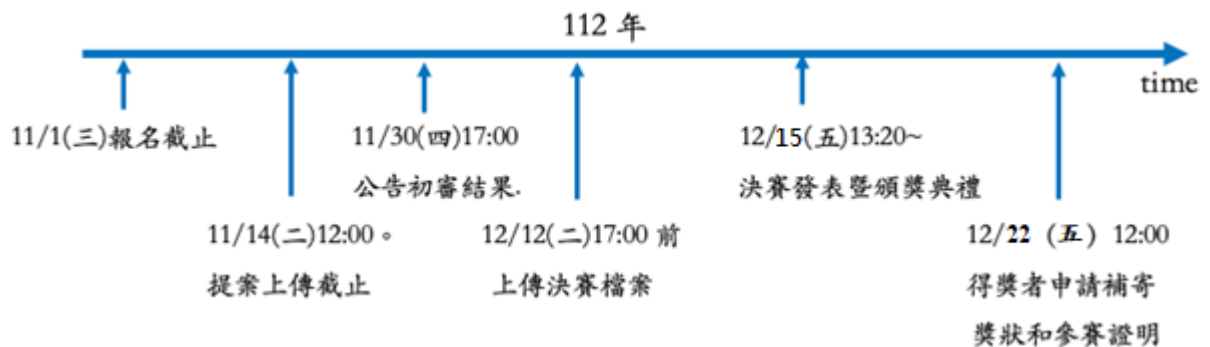 112 年
time
11/1(三)報名截止
11/14(二)12:00。
提案上傳截止
11/30(四)17:00
公告初審結果.
12/12(二)17:00 前
上傳決賽檔案
12/15(五)13:20~
決賽發表暨頒獎典禮
12/22 (五) 12:00
得獎者申請補寄
獎狀和參賽證明